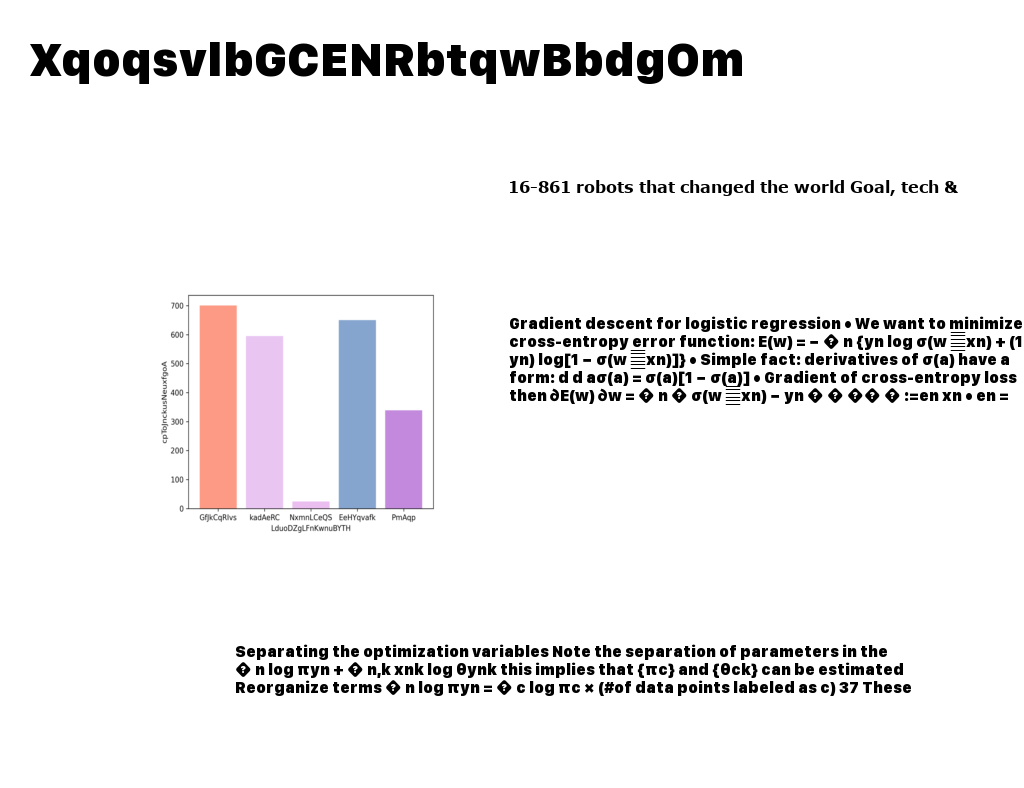 XqoqsvlbGCENRbtqwBbdgOm
16-861 robots that changed the world Goal, tech &
700
600
500
400
300
200
100
0
cpToJnckusNeuxfgoA
GfJkCqRlvs kadAeRC NxmnLCeQS EeHYqvafk PmAqp
LduoDZgLFnKwnuBYTH
Gradient descent for logistic regression • We want to minimize
cross-entropy error function: E(w) = − � n {yn log σ(w xn) + (1
yn) log[1 − σ(w xn)]} • Simple fact: derivatives of σ(a) have a
form: d d aσ(a) = σ(a)[1 − σ(a)] • Gradient of cross-entropy loss
then ∂E(w) ∂w = � n � σ(w xn) − yn � � �� � :=en xn • en =
Separating the optimization variables Note the separation of parameters in the
� n log πyn + � n,k xnk log θynk this implies that {πc} and {θck} can be estimated
Reorganize terms � n log πyn = � c log πc × (#of data points labeled as c) 37 These